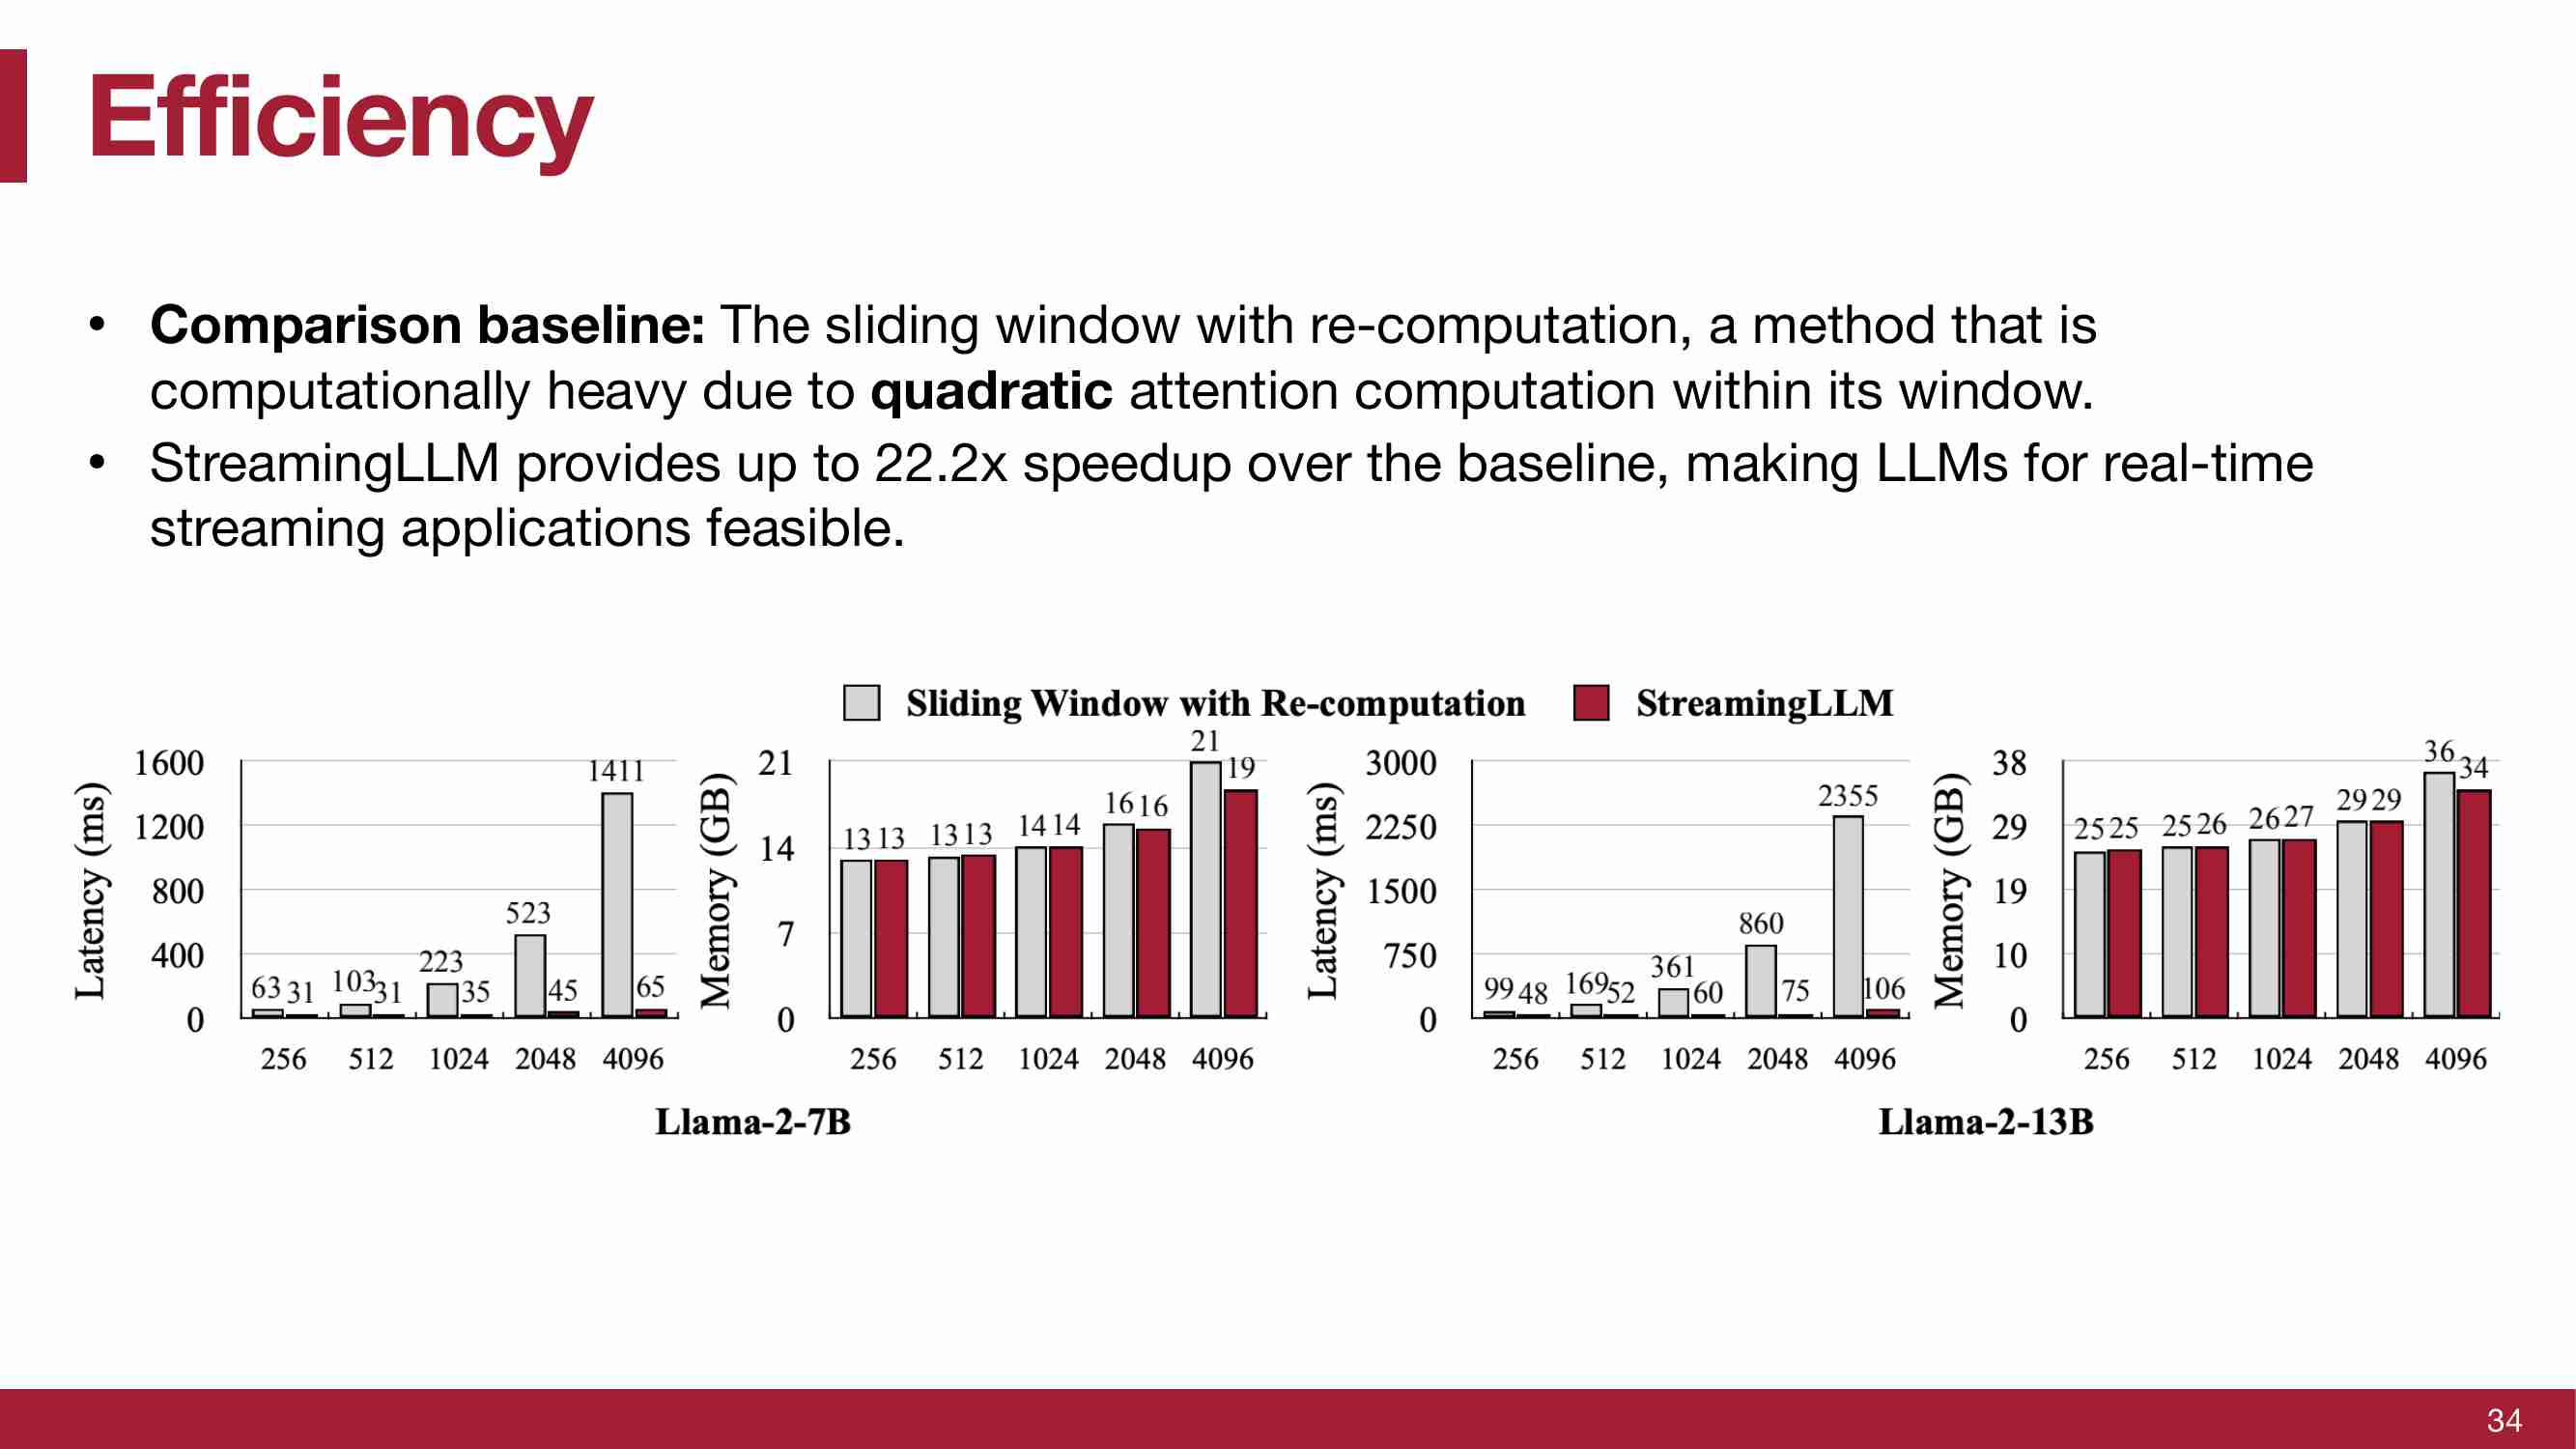 Efficiency
• Comparison baseline: The sliding window with re-computation, a method that is
computationally heavy due to quadratic attention computation within its window.
• StreamingLLM provides up to 22.2x speedup over the baseline, making LLMs for real-time
streaming applications feasible.
Sliding Window with Re-computation StreamingLLM
Latency (ms)
1600
1200
800
400
0
63 31 103 31 223 35 523 45 1411 65
256 512 1024 2048 4096
Memory (GB)
21
14
7
0
13 13 13 13 14 14 16 16 21 19
256 512 1024 2048 4096
Llama-2-7B
Latency (ms)
3000
2250
1500
750
0
99 48 169 52 361 60 860 75 2355 106
256 512 1024 2048 4096
Memory (GB)
38
29
19
10
0
25 25 25 26 26 27 29 29 36 34
256 512 1024 2048 4096
Llama-2-13B
34